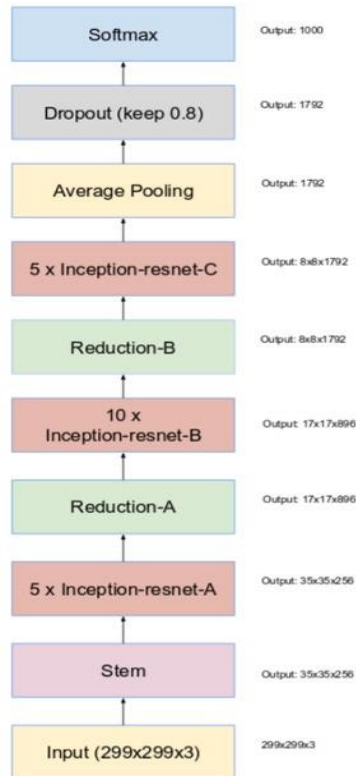 Softmax
Output: 1000
Dropout (keep 0.8)
Output: 1792
Average Pooling
Output: 1792
5 x Inception-resnet-C
Output: 8x8x1792
Reduction-B
Output: 8x8x1792
10 x
Inception-resnet-B
Output: 17x17x896
Reduction-A
Output: 17x17x896
5 x Inception-resnet-A
Output: 35x35x256
Stem
Output: 35x35x256
Input (299x299x3)
299x299x3